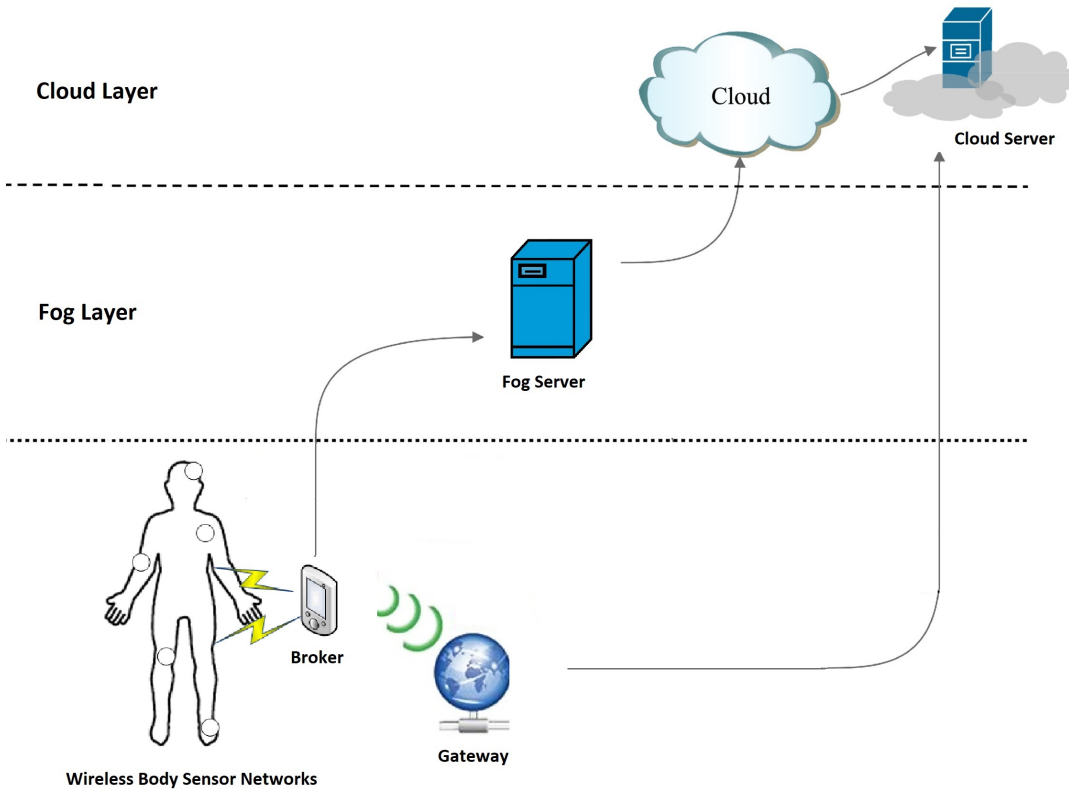 Cloud Layer
Cloud
Cloud Server
Fog Layer
Fog Server
Broker
Gateway
Wireless Body Sensor Networks